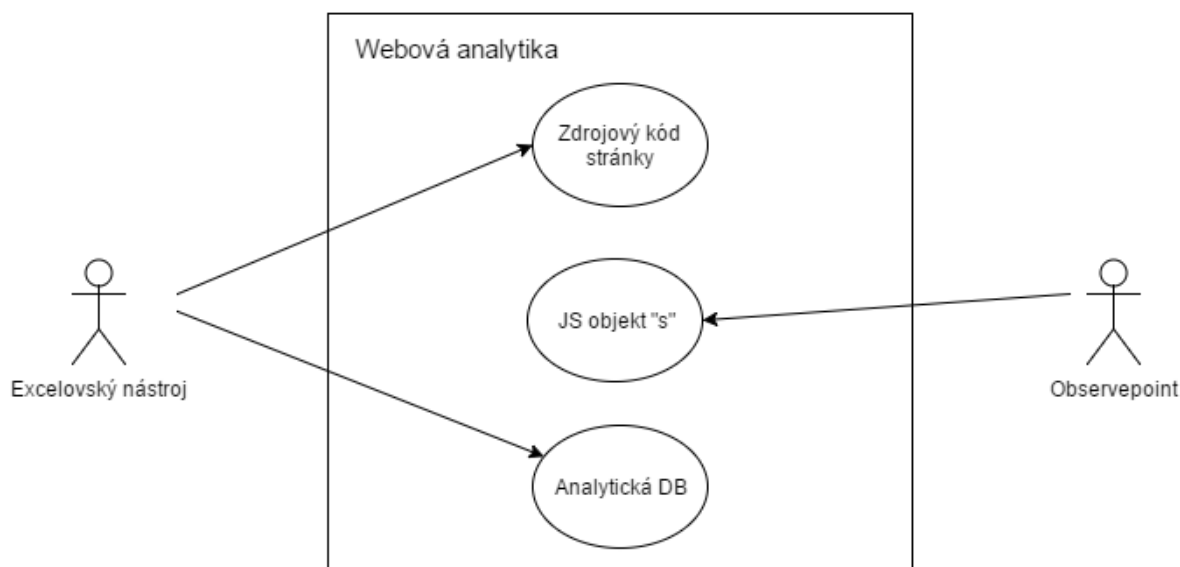 Webová analytika
Zdrojový kód
stránky
JS objekt "s"
Excelovský nástroj
Observepoint
Analytická DB